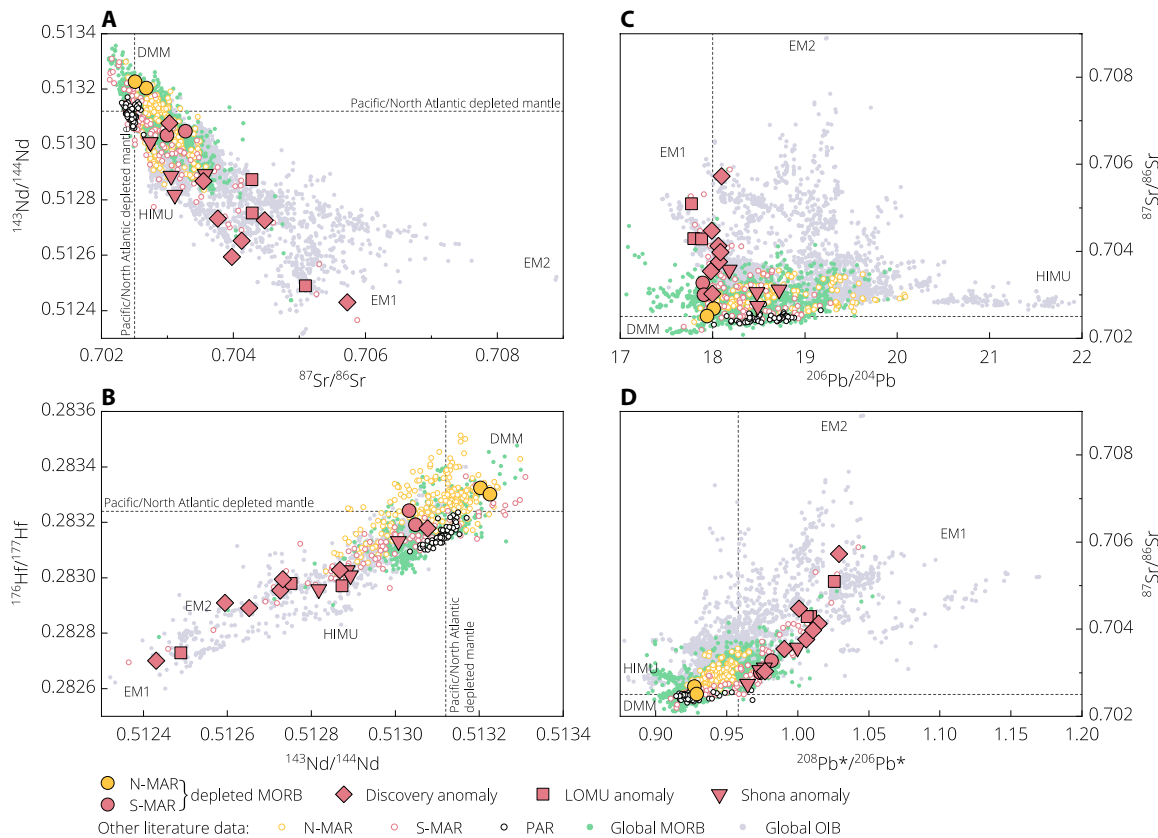 A
0.5134
0.5132
0.5130
0.5128
0.5126
0.5124
¹⁴³Nd/¹⁴⁴Nd
DMM
Pacific/North Atlantic depleted mantle
Pacific/North Atlantic depleted mantle
HIMU
EM2
EM1
0.702
0.704
0.706
0.708
⁸⁷Sr/⁸⁶Sr
C
EM2
EM1
HIMU
DMM
0.708
0.706
0.704
0.702
⁸⁷Sr/⁸⁶Sr
17
18
19
20
21
22
²⁰⁶Pb/²⁰⁴Pb
B
0.2836
0.2834
0.2832
0.2830
0.2828
0.2826
¹⁷⁶Hf/¹⁷⁷Hf
DMM
Pacific/North Atlantic depleted mantle
EM2
HIMU
EM1
Pacific/North Atlantic
depleted mantle
0.5124
0.5126
0.5128
0.5130
0.5132
0.5134
¹⁴³Nd/¹⁴⁴Nd
D
EM2
EM1
HIMU
DMM
0.708
0.706
0.704
0.702
⁸⁷Sr/⁸⁶Sr
0.90
0.95
1.00
1.05
1.10
1.15
1.20
²⁰⁸Pb*/²⁰⁶Pb*
N-MAR
S-MAR
depleted MORB
Discovery anomaly
LOMU anomaly
Shona anomaly
Other literature data:
N-MAR
S-MAR
PAR
Global MORB
Global OIB